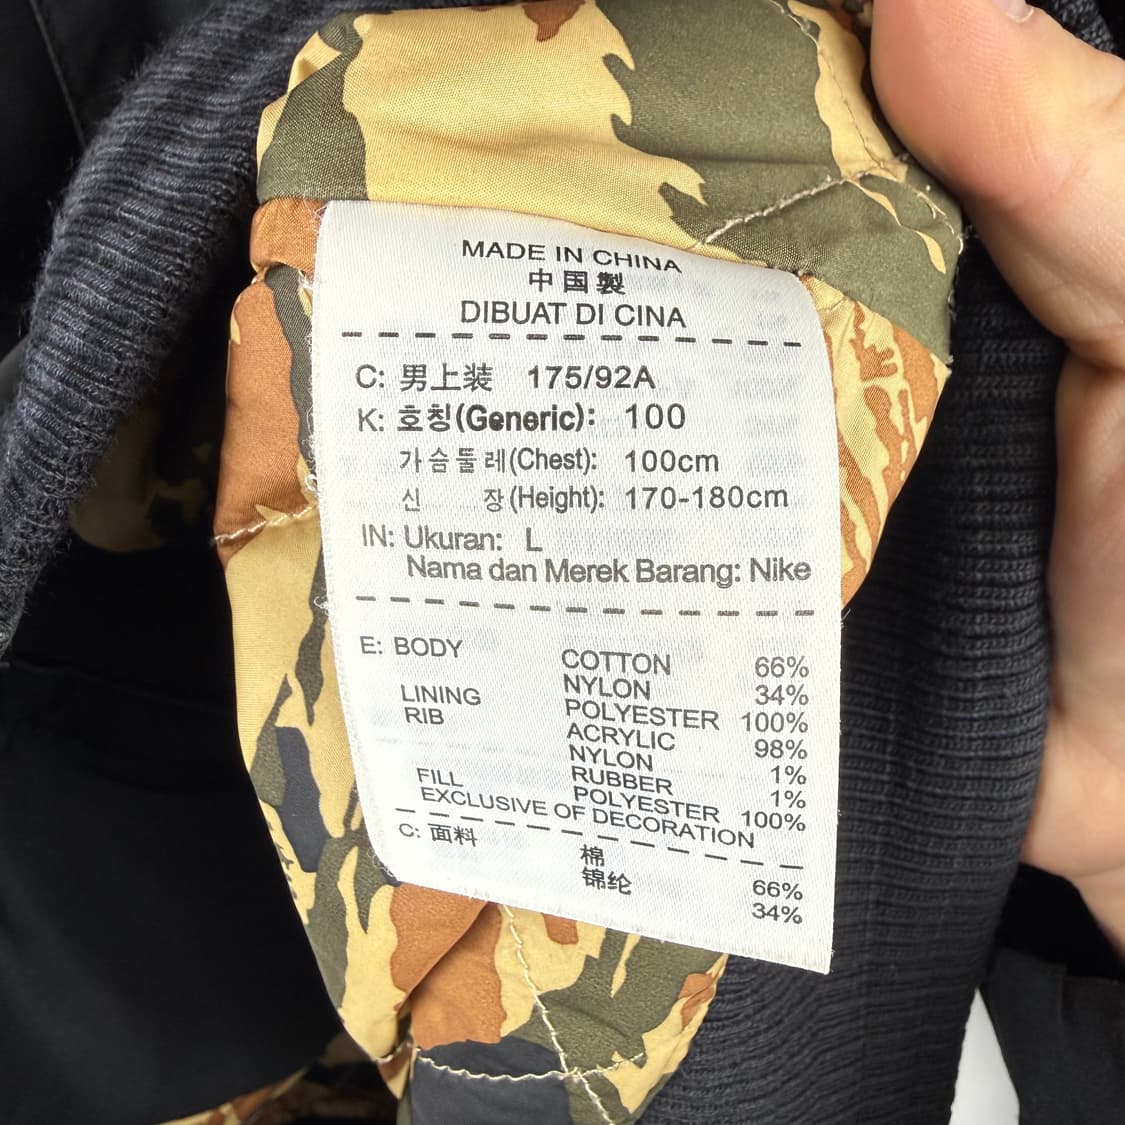 MADE IN CHINA
中国製
DIBUAT DI CINA
C: 男上装 175/92A
K: 호칭(Generic): 100
가슴둘레(Chest): 100cm
신 장(Height): 170-180cm
IN: Ukuran: L
Nama dan Merek Barang: Nike
E: BODY COTTON 66%
NYLON 34%
LINING POLYESTER 100%
RIB ACRYLIC 98%
NYLON 1%
RUBBER 1%
FILL POLYESTER 100%
EXCLUSIVE OF DECORATION
C: 面料 棉 66%
锦纶 34%